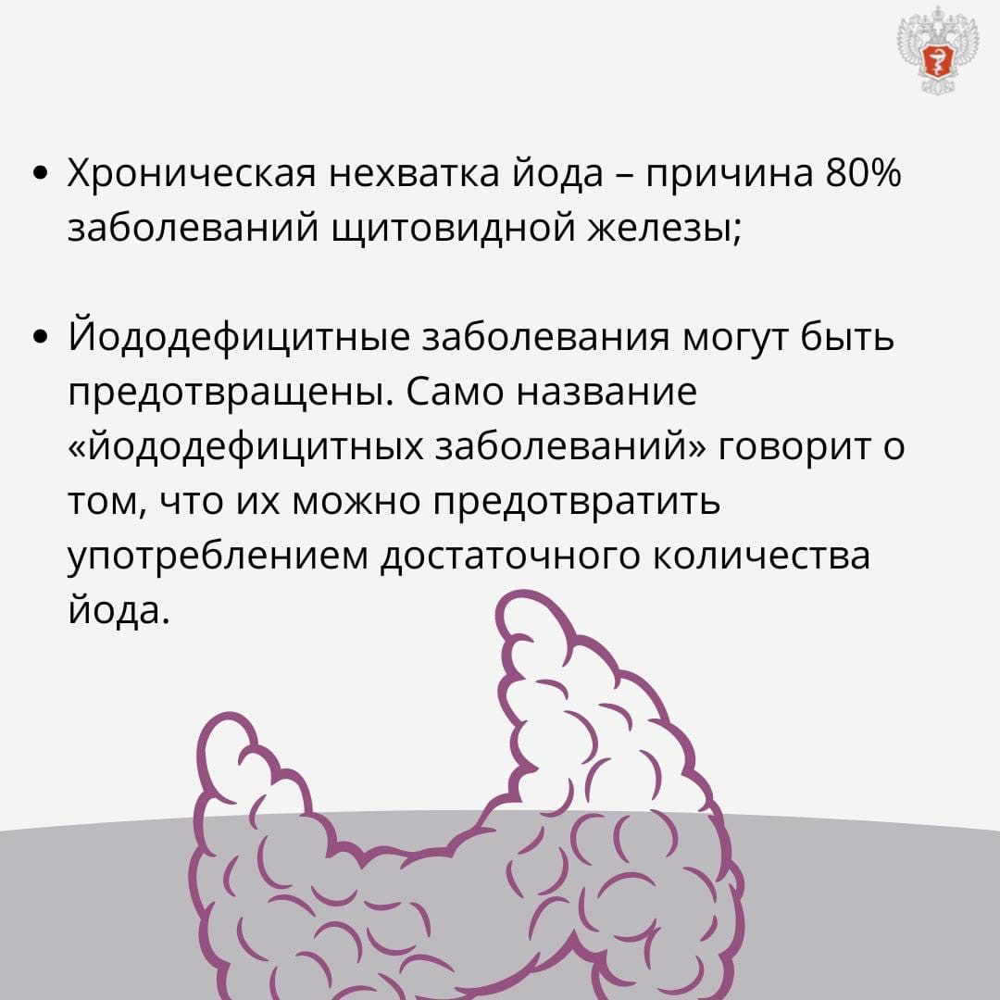 • Хроническая нехватка йода – причина 80%
заболеваний щитовидной железы;
• Йододефицитные заболевания могут быть
предотвращены. Само название
«йододефицитных заболеваний» говорит о
том, что их можно предотвратить
употреблением достаточного количества
йода.